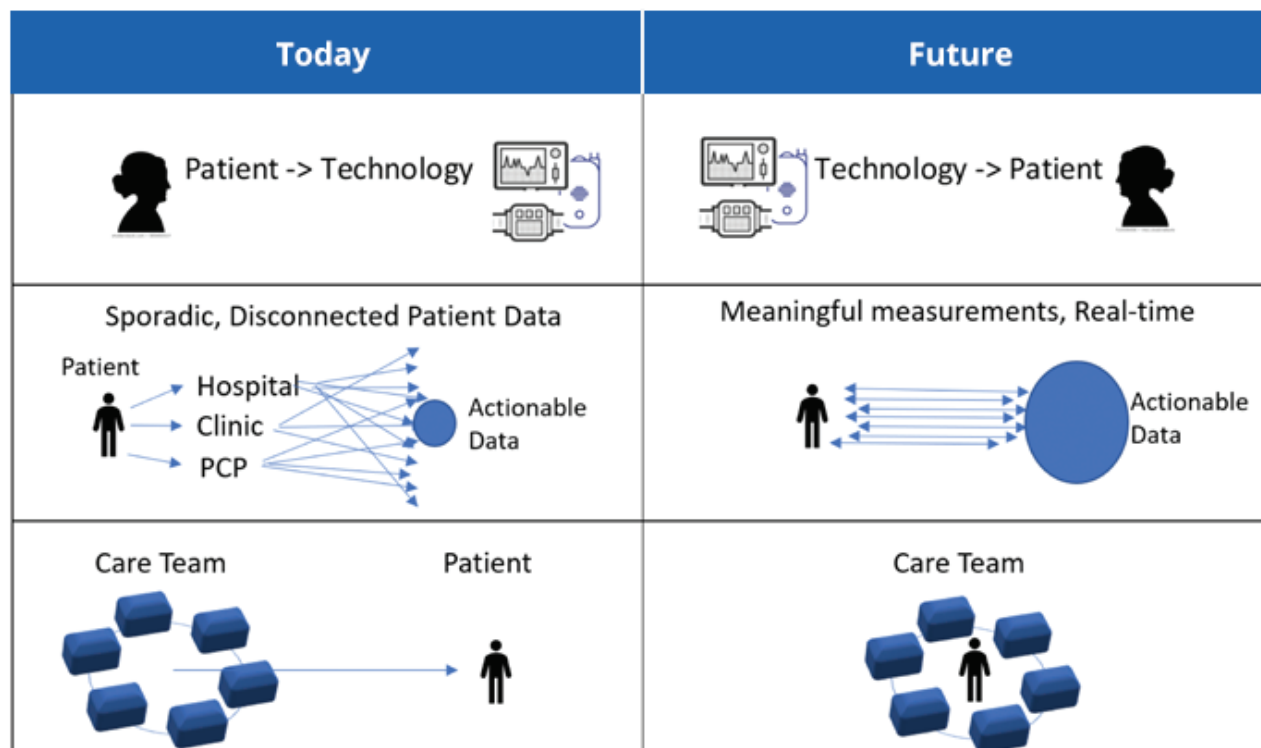 Today
Future
Patient -> Technology
Technology -> Patient
Sporadic, Disconnected Patient Data
Patient
Hospital
Clinic
PCP
Actionable
Data
Meaningful measurements, Real-time
Actionable
Data
Care Team
Patient
Care Team